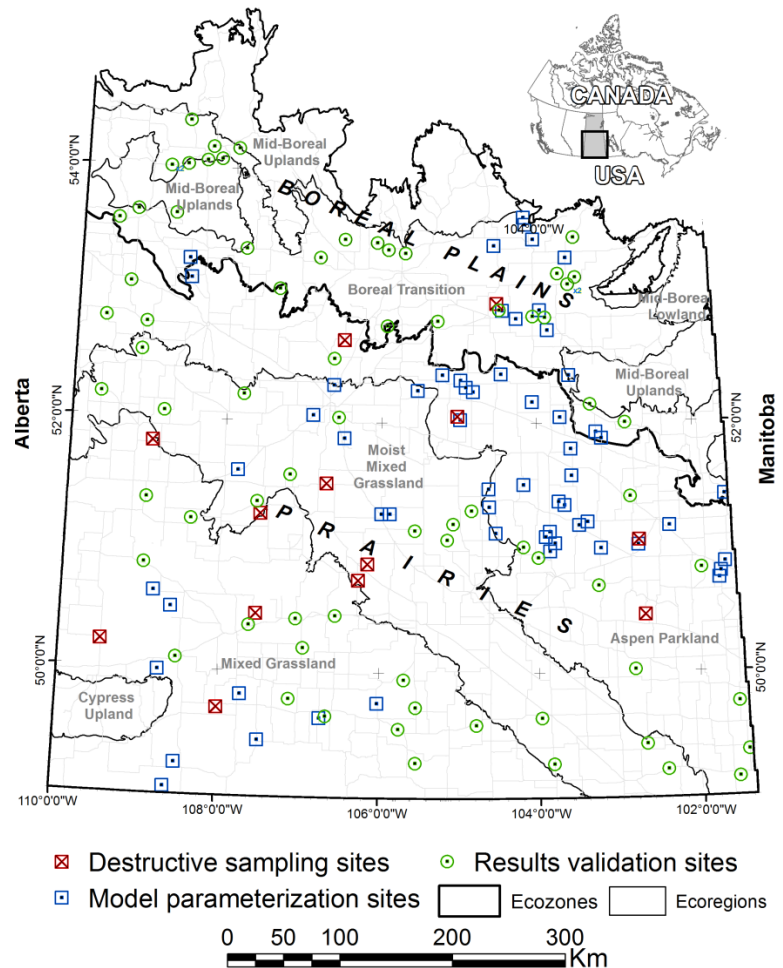 CANADA
USA
54°0'0"N
Mid-Boreal
Uplands
Mid-Boreal
Uplands
x2
BOREAL PLAINS
104°0'0"W
Boreal Transition
x2
Mid-Boreal
Lowland
Mid-Boreal
Uplands
Alberta
52°0'0"N
52°0'0"N
Manitoba
Moist
Mixed
Grassland
PRAIRIES
Aspen Parkland
50°0'0"N
50°0'0"N
Mixed Grassland
Cypress
Upland
110°0'0"W
108°0'0"W
106°0'0"W
104°0'0"W
102°0'0"W
Destructive sampling sites
Results validation sites
Model parameterization sites
Ecozones
Ecoregions
0 25 50 100 200 300
Km